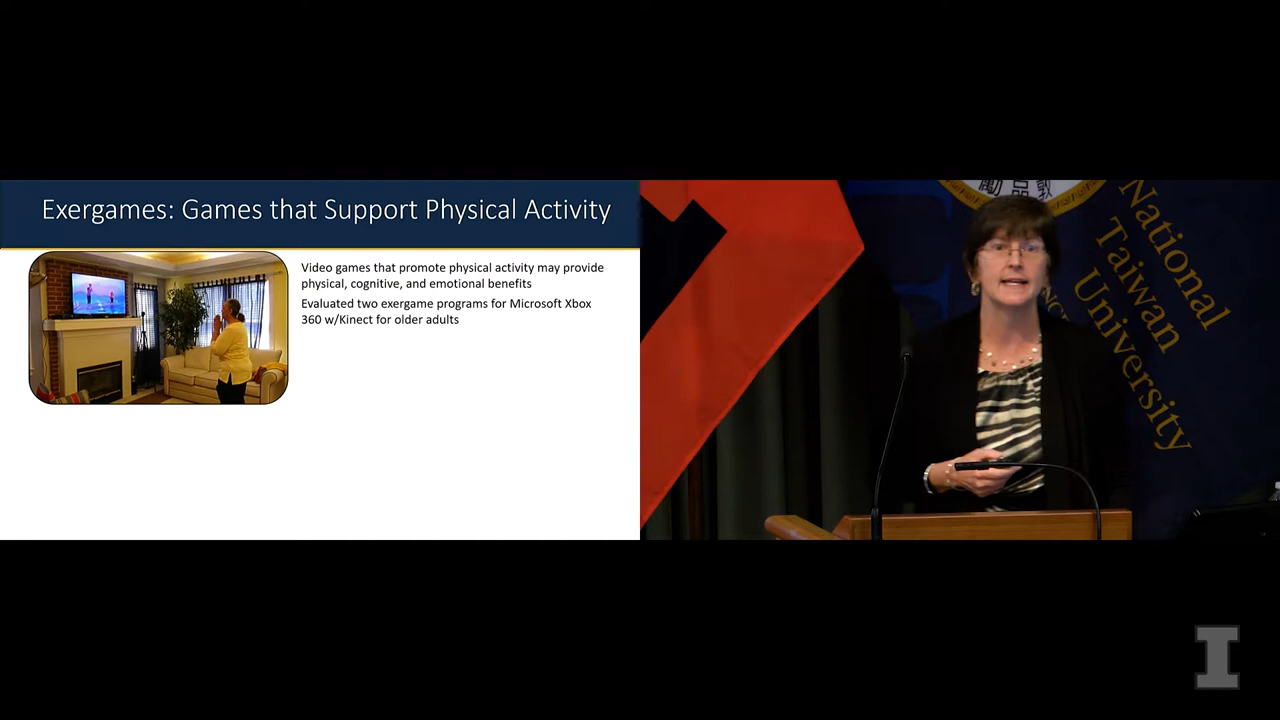 Exergames: Games that Support Physical Activity
Video games that promote physical activity may provide
physical, cognitive, and emotional benefits
Evaluated two exergame programs for Microsoft Xbox
360 w/Kinect for older adults
National
Taiwan
University
I